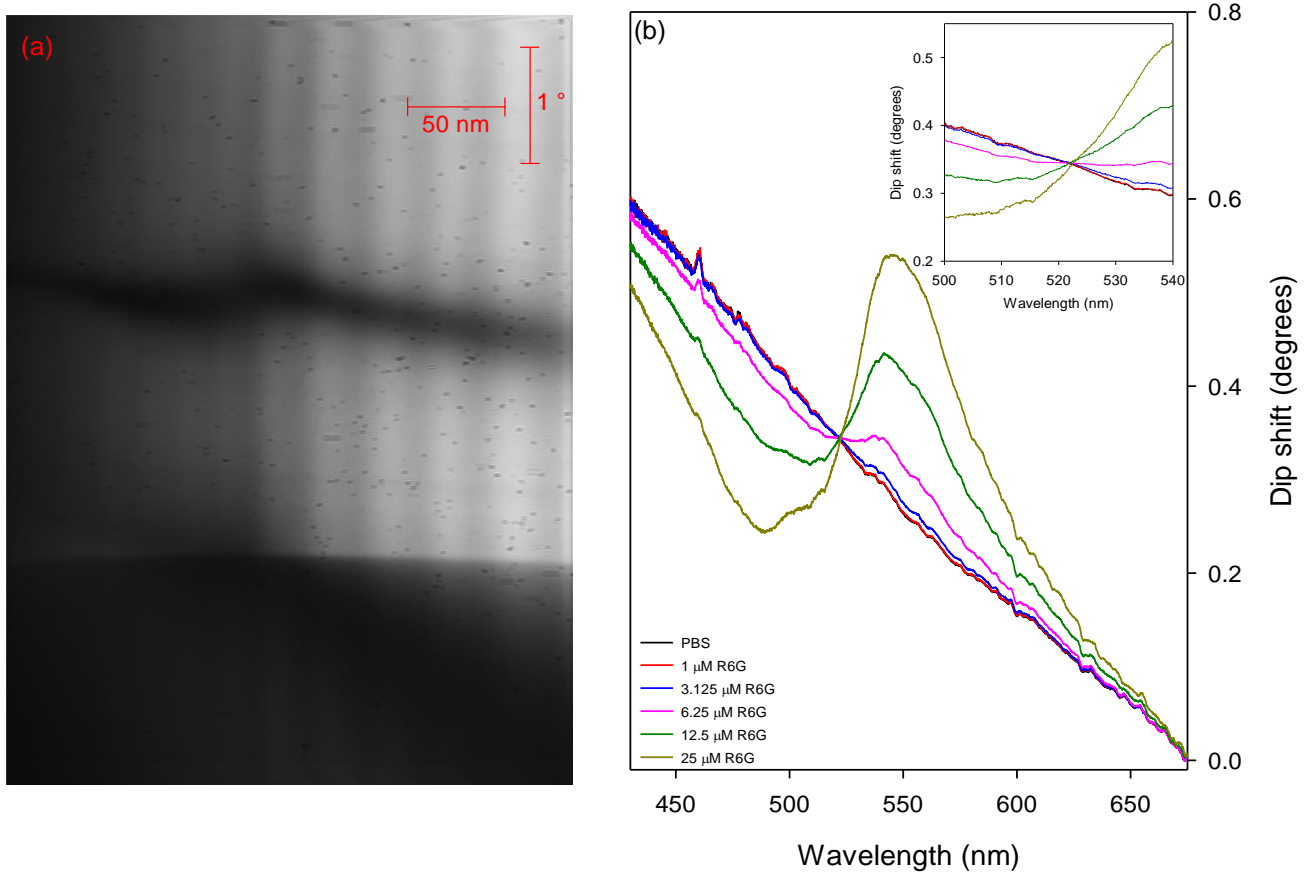 (a)
1 °
50 nm
(b)
0.8
0.6
0.4
0.2
0.0
Dip shift (degrees)
0.5
0.4
0.3
0.2
Dip shift (degrees)
500
510
520
530
540
Wavelength (nm)
PBS
1 μM R6G
3.125 μM R6G
6.25 μM R6G
12.5 μM R6G
25 μM R6G
450
500
550
600
650
Wavelength (nm)